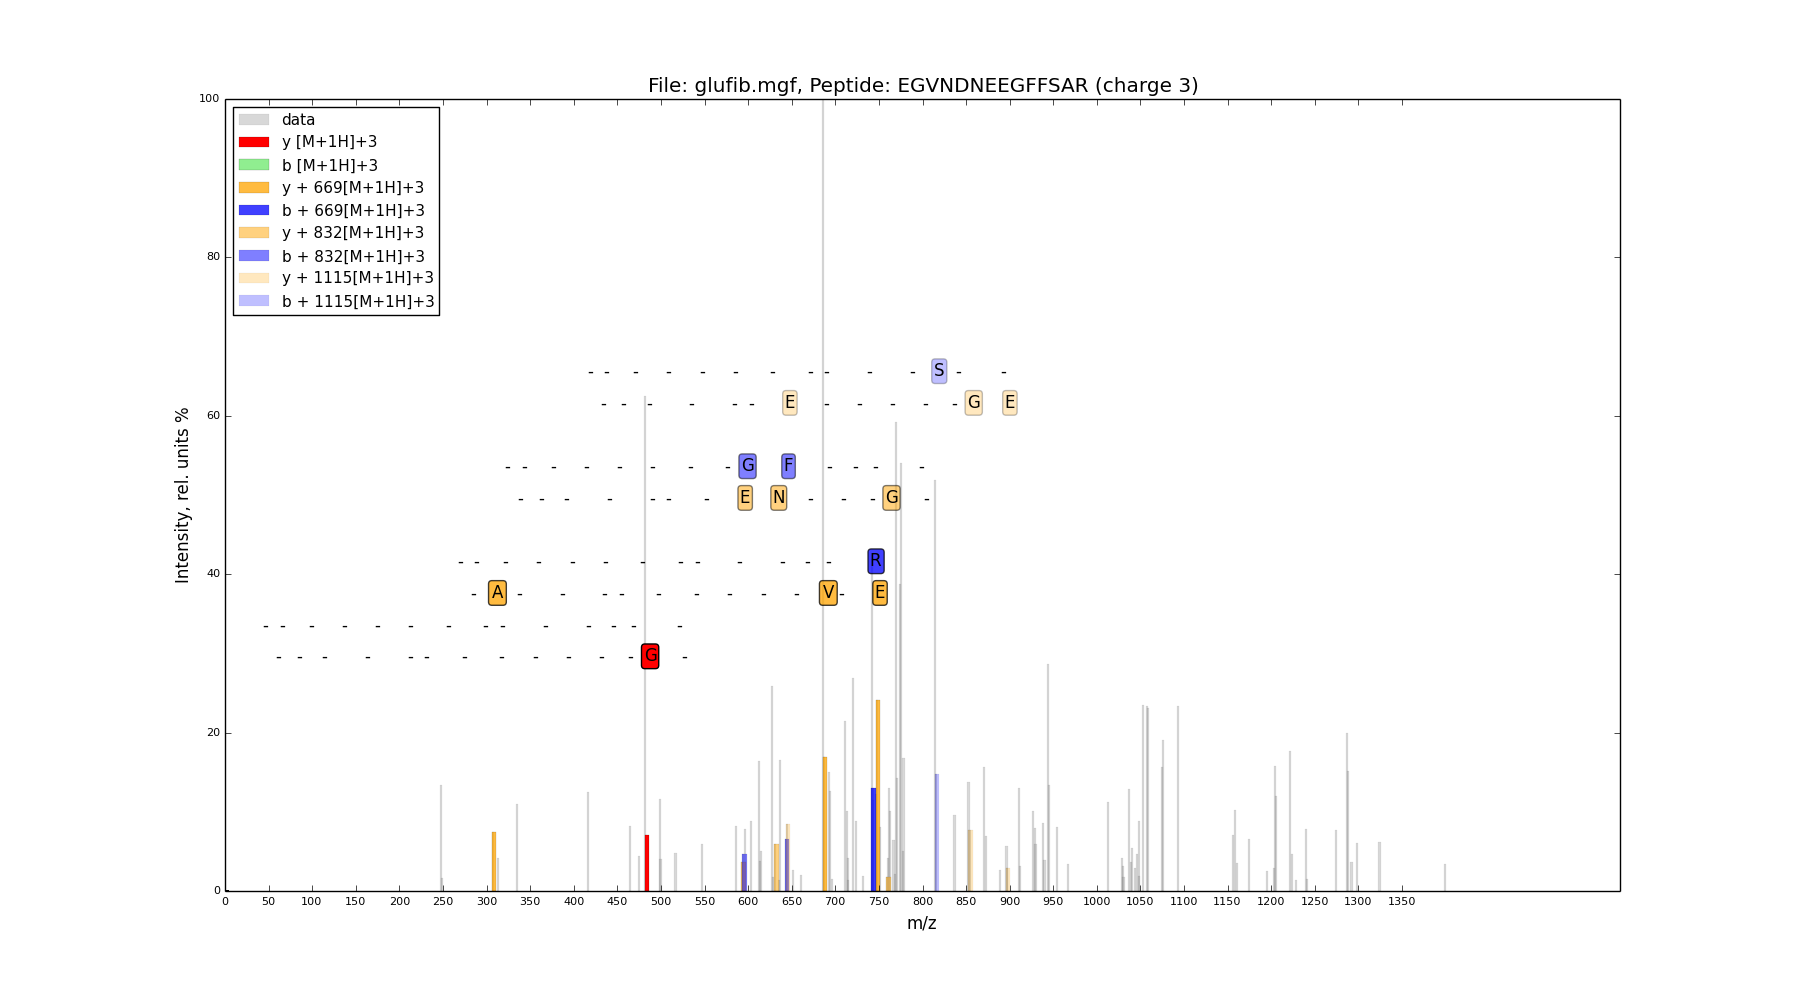 File: glufib.mgf, Peptide: EGVNDNEEGFFSAR (charge 3)
100
data
y [M+1H]+3
b [M+1H]+3
y + 669[M+1H]+3
b + 669[M+1H]+3
y + 832[M+1H]+3
b + 832[M+1H]+3
y + 1115[M+1H]+3
b + 1115[M+1H]+3
80
60
40
20
0
Intensity, rel. units %
- - - - - - - - - - - S - -
- - - - - - E - - - - - G E
- - - - - - - - G F - - - -
- - - - - - - E N - - - G -
- - - - - - - - - - - - - R
- A - - - - - - - - - V - E
- - - - - - - - - - - - - -
- - - - - - - - - - - - G -
0 50 100 150 200 250 300 350 400 450 500 550 600 650 700 750 800 850 900 950 1000 1050 1100 1150 1200 1250 1300 1350
m/z